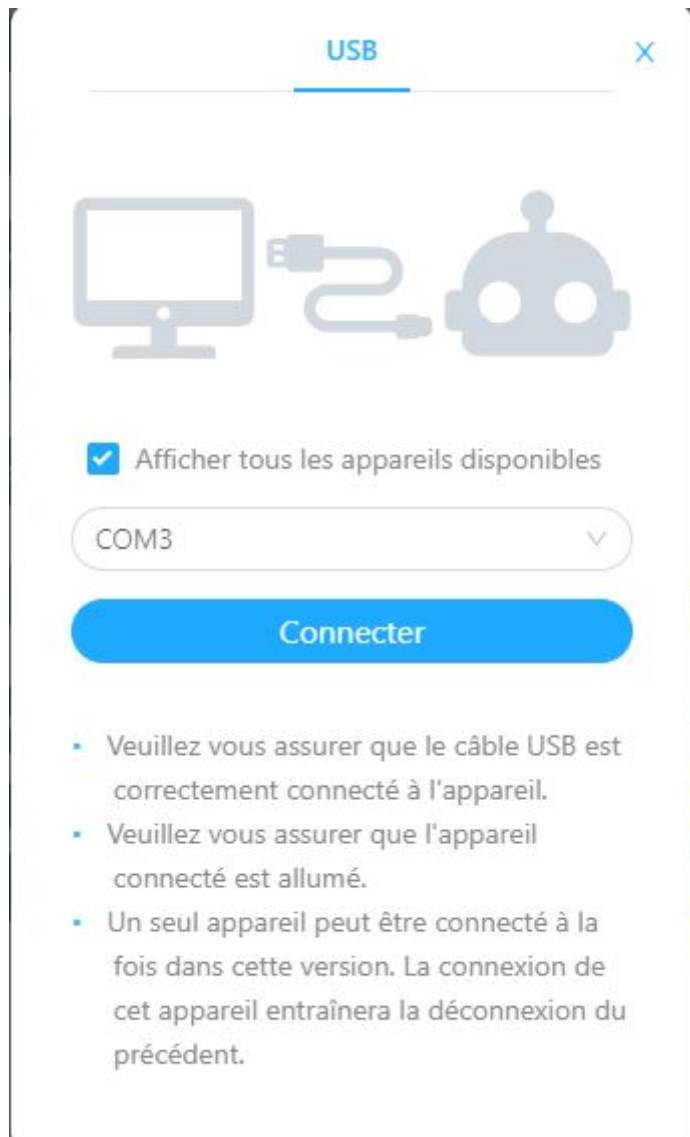 USB
X
Afficher tous les appareils disponibles
COM3
Connecter
▪ Veuillez vous assurer que le câble USB est
correctement connecté à l'appareil.
▪ Veuillez vous assurer que l'appareil
connecté est allumé.
▪ Un seul appareil peut être connecté à la
fois dans cette version. La connexion de
cet appareil entraînera la déconnexion du
précédent.